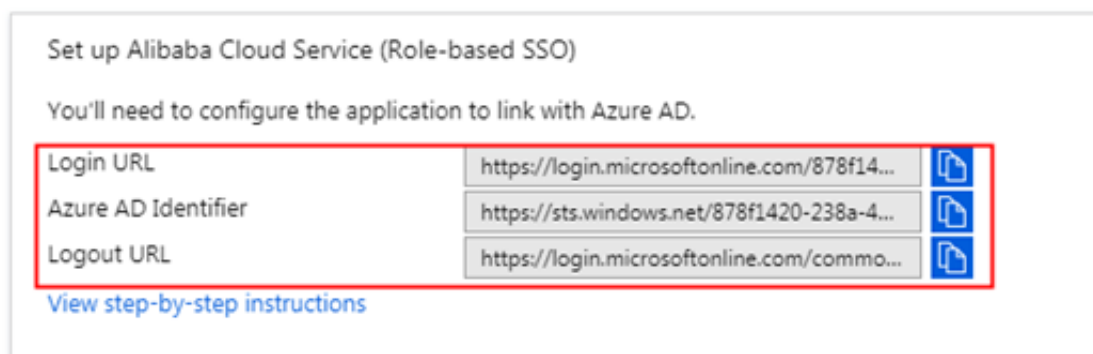 Set up Alibaba Cloud Service (Role-based SSO)
You'll need to configure the application to link with Azure AD.
Login URL https://login.microsoftonline.com/878f14...
Azure AD Identifier https://sts.windows.net/878f1420-238a-4...
Logout URL https://login.microsoftonline.com/commo...
View step-by-step instructions